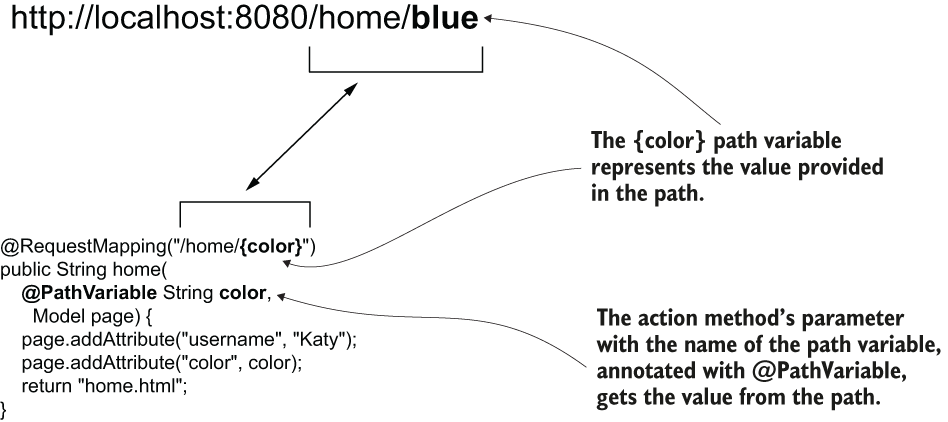 http://localhost:8080/home/blue
The {color} path variable
represents the value provided
in the path.
@RequestMapping("/home/{color}")
public String home(
@PathVariable String color,
Model page) {
page.addAttribute("username", "Katy");
page.addAttribute("color", color);
return "home.html";
}
The action method's parameter
with the name of the path variable,
annotated with @PathVariable,
gets the value from the path.